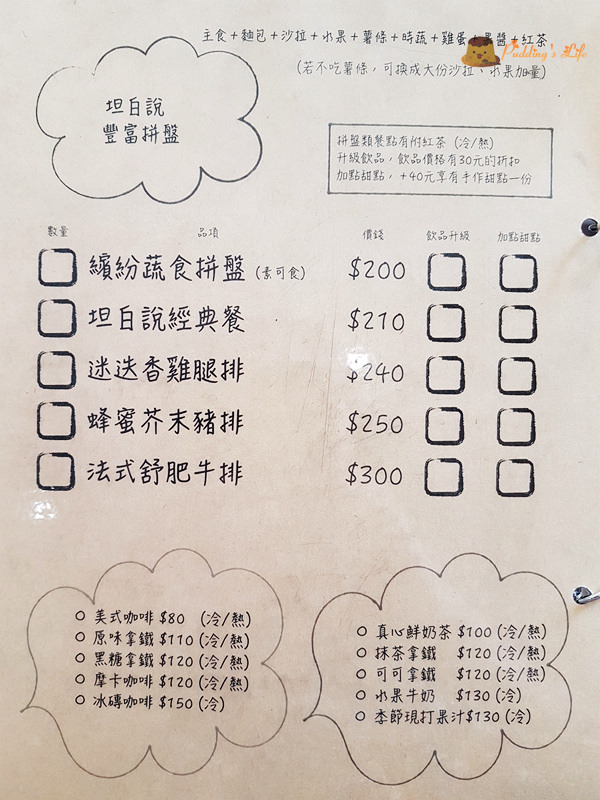 主食+麵包+沙拉+水果+薯條+時蔬+雞蛋+果醬+紅茶
Pudding's Life
(若不吃薯條,可換成大份沙拉、水果加量)
坦白說
豐富拼盤
拼盤類餐點有附紅茶 (冷/熱)
升級飲品,飲品價格有30元的折扣
加點甜點,+40元享有手作甜點一份
數量 品項 價錢 飲品升級 加點甜點
繽紛蔬食拼盤 (素可食) $200
坦白說經典餐 $210
迷迭香雞腿排 $240
蜂蜜芥末豬排 $250
法式舒肥牛排 $300
美式咖啡 $80 (冷/熱)
原味拿鐵 $110 (冷/熱)
黑糖拿鐵 $120 (冷/熱)
摩卡咖啡 $120 (冷/熱)
冰磚咖啡 $150 (冷)
真心鮮奶茶 $100 (冷/熱)
抹茶拿鐵 $120 (冷/熱)
可可拿鐵 $120 (冷/熱)
水果牛奶 $130 (冷)
季節現打果汁 $130 (冷)